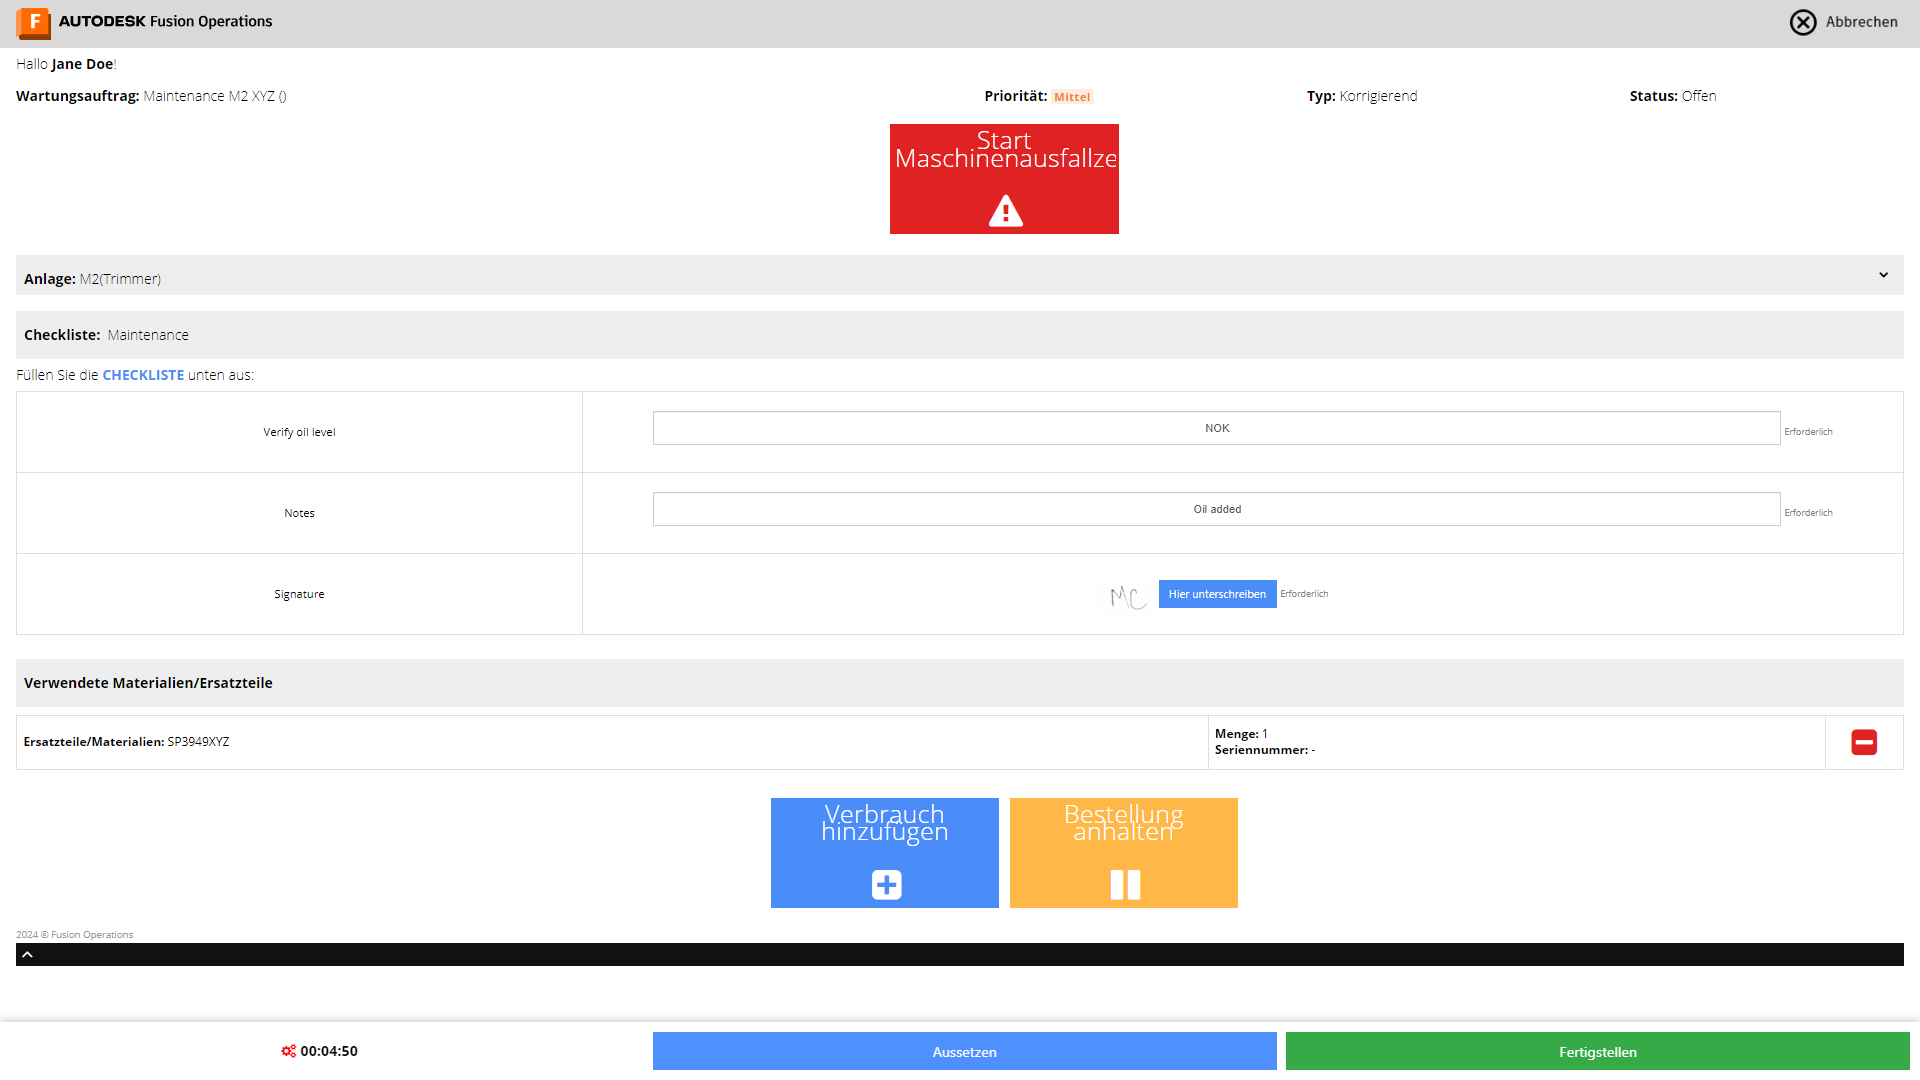 AUTODESK Fusion Operations
Abbrechen
Hallo Jane Doe!
Wartungsauftrag: Maintenance M2 XYZ ()
Priorität: Mittel
Typ: Korrigierend
Status: Offen
Start
Maschinenausfallze
Anlage: M2(Trimmer)
Checkliste: Maintenance
Füllen Sie die CHECKLISTE unten aus:
Verify oil level
NOK
Erforderlich
Notes
Oil added
Erforderlich
Signature
MC
Hier unterschreiben
Erforderlich
Verwendete Materialien/Ersatzteile
Ersatzteile/Materialien: SP3949XYZ
Menge: 1
Seriennummer: -
Verbrauch
hinzufügen
Bestellung
anhalten
2024 © Fusion Operations
00:04:50
Aussetzen
Fertigstellen